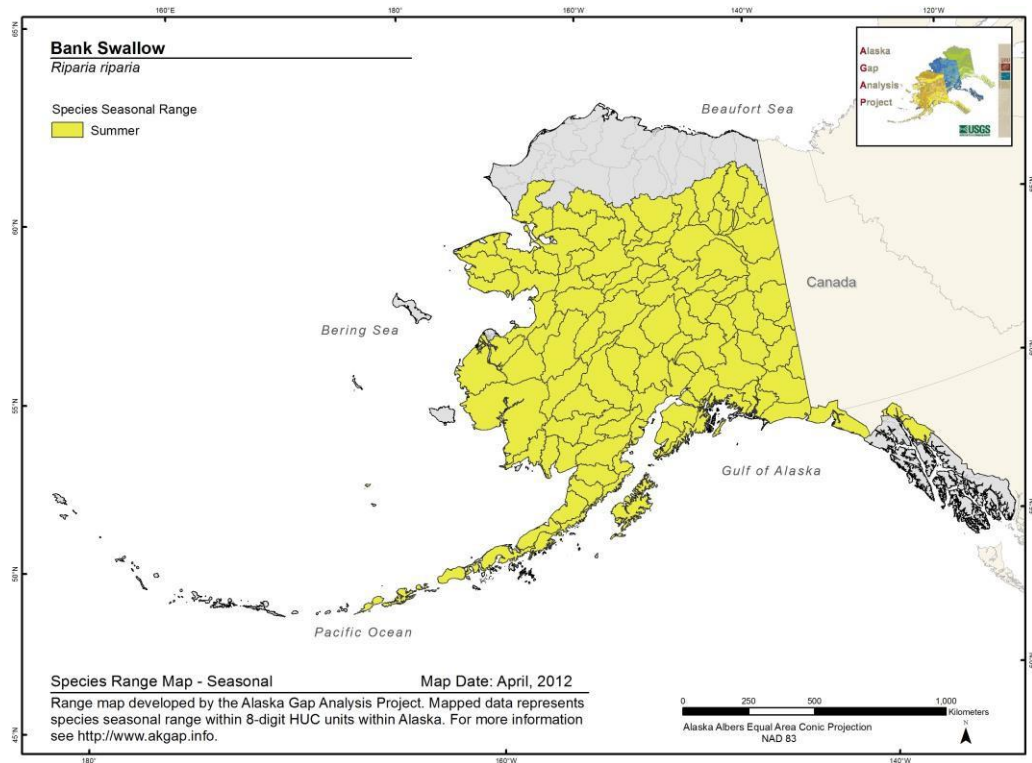 180°
160°W
140°W
120°W
65°N
Bank Swallow
Riparia riparia
Species Seasonal Range
Summer
Alaska
Gap
Analysis
Project
USGS
Beaufort Sea
60°N
Canada
Bering Sea
55°N
Gulf of Alaska
50°N
Pacific Ocean
Species Range Map - Seasonal Map Date: April, 2012
Range map developed by the Alaska Gap Analysis Project. Mapped data represents
species seasonal range within 8-digit HUC units within Alaska. For more information
see http://www.akgap.info.
0 250 500 1,000
Kilometers
Alaska Albers Equal Area Conic Projection
NAD 83
N
45°N
180°
160°W
140°W